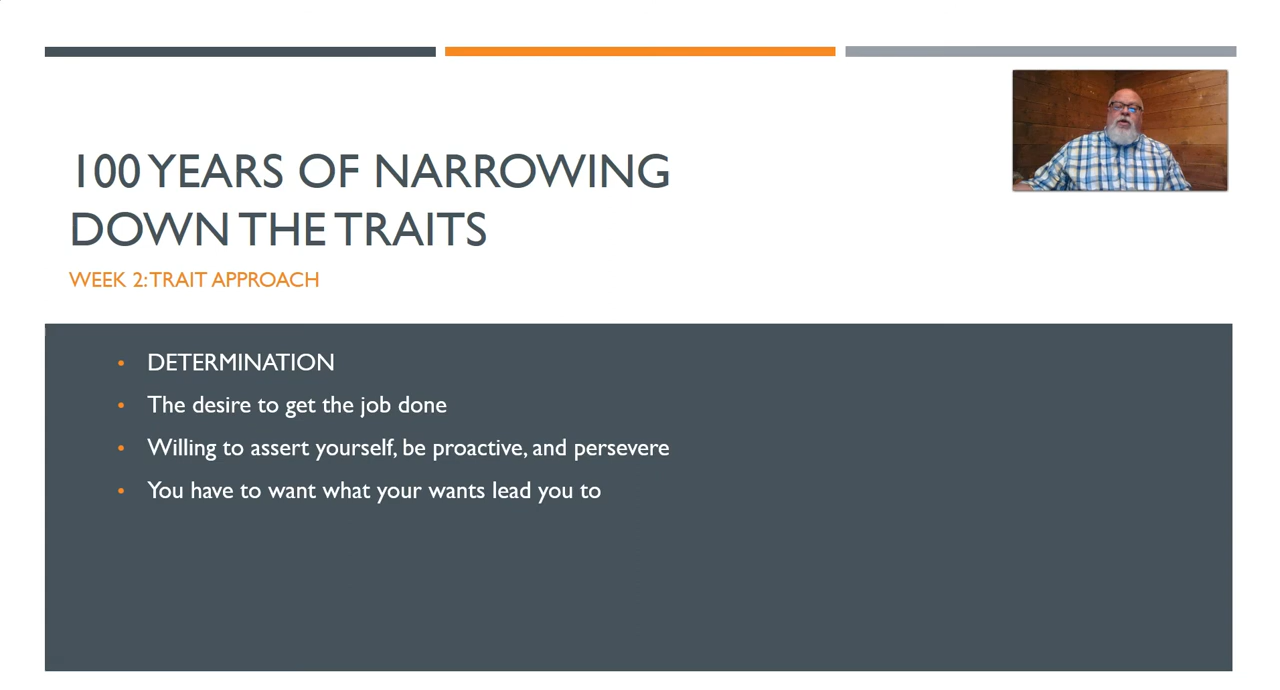 100 YEARS OF NARROWING
DOWN THE TRAITS
WEEK 2: TRAIT APPROACH
• DETERMINATION
• The desire to get the job done
• Willing to assert yourself, be proactive, and persevere
• You have to want what your wants lead you to